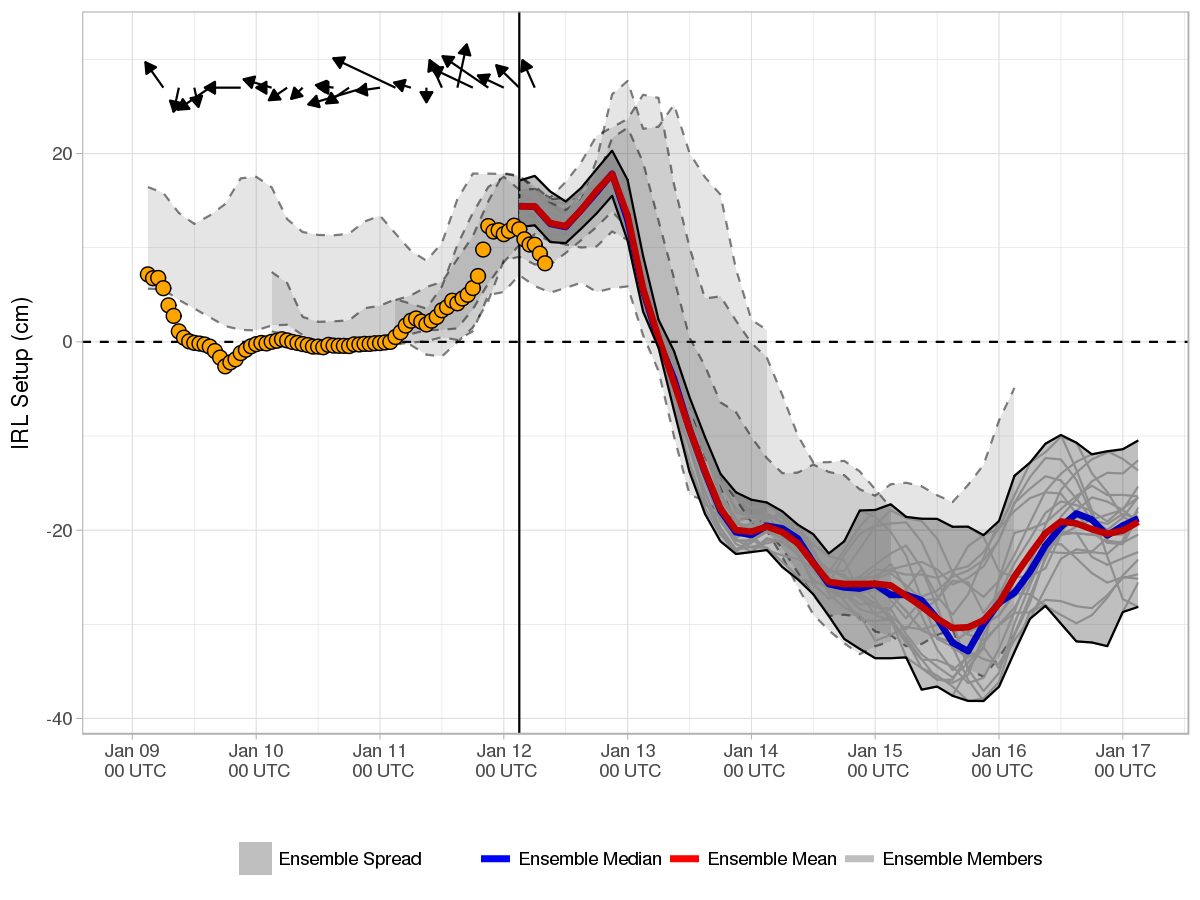 IRL Setup (cm)
20
0
-20
-40
Jan 09 Jan 10 Jan 11 Jan 12 Jan 13 Jan 14 Jan 15 Jan 16 Jan 17
00 UTC 00 UTC 00 UTC 00 UTC 00 UTC 00 UTC 00 UTC 00 UTC 00 UTC
Ensemble Spread Ensemble Median Ensemble Mean Ensemble Members